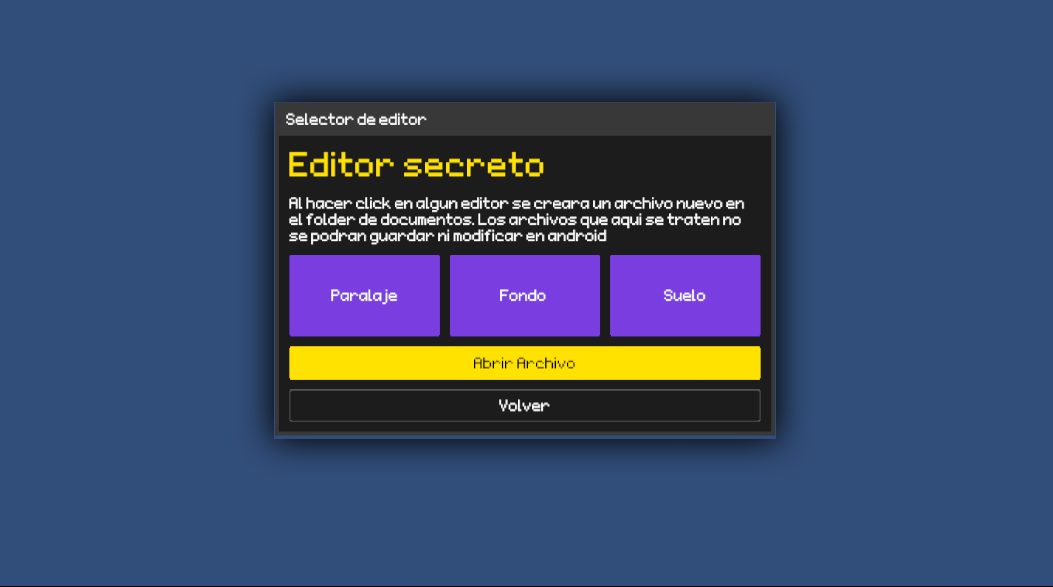 Selector de editor
Editor secreto
Al hacer click en algun editor se creara un archivo nuevo en
el folder de documentos. Los archivos que aqui se traten no
se podran guardar ni modificar en android
Paralaje
Fondo
Suelo
Abrir Archivo
Volver